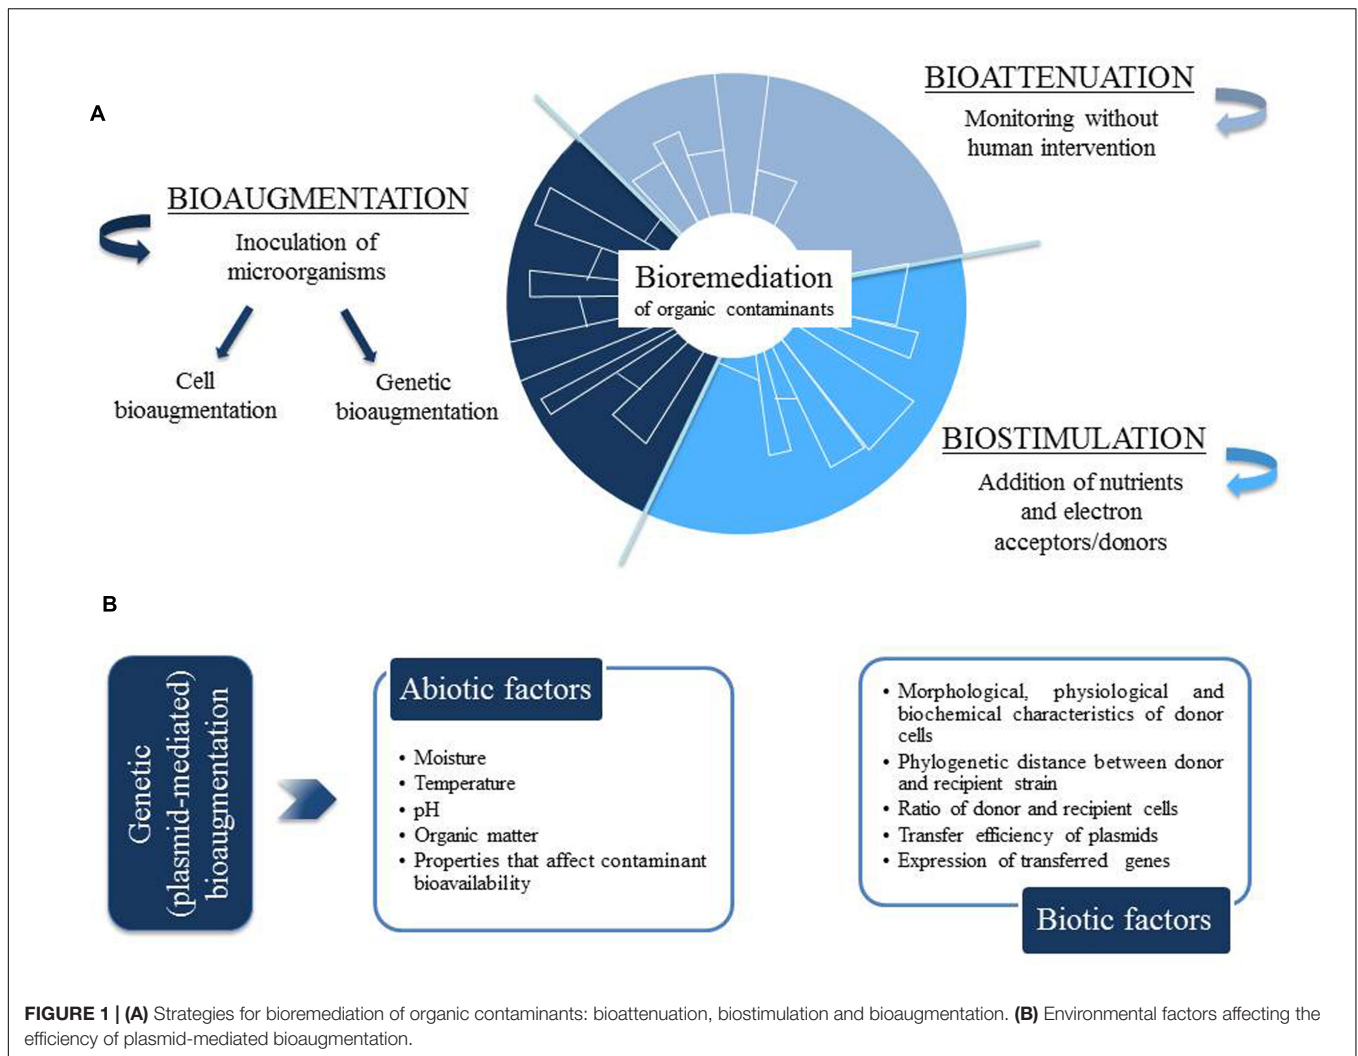 A
BIOATTENUATION
Monitoring without
human intervention
BIOAUGMENTATION
Inoculation of
microorganisms
Cell
bioaugmentation
Genetic
bioaugmentation
Bioremediation
of organic contaminants
BIOSTIMULATION
Addition of nutrients
and electron
acceptors/donors
B
Genetic
(plasmid-mediated)
bioaugmentation
Abiotic factors
• Moisture
• Temperature
• pH
• Organic matter
• Properties that affect contaminant
bioavailability
• Morphological, physiological and
biochemical characteristics of donor
cells
• Phylogenetic distance between donor
and recipient strain
• Ratio of donor and recipient cells
• Transfer efficiency of plasmids
• Expression of transferred genes
Biotic factors
FIGURE 1 | (A) Strategies for bioremediation of organic contaminants: bioattenuation, biostimulation and bioaugmentation. (B) Environmental factors affecting the
efficiency of plasmid-mediated bioaugmentation.